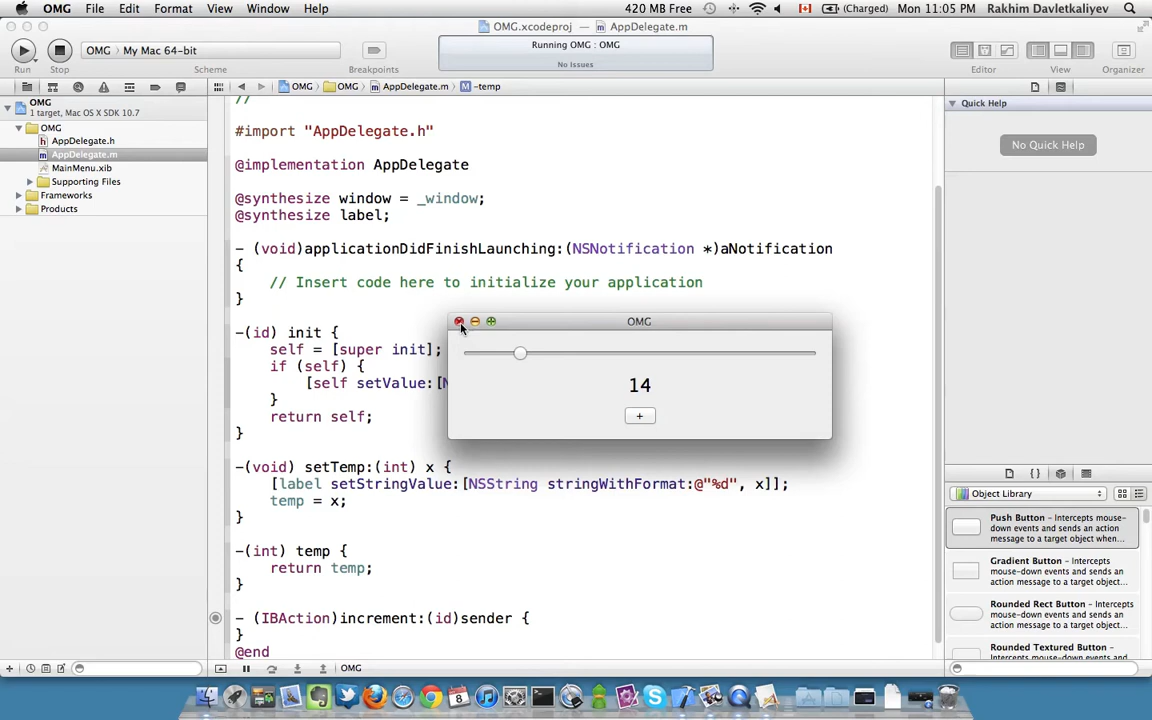 OMG File Edit Format View Window Help 420 MB Free (Charged) Mon 11:05 PM Rakhim Davletkaliyev
OMG.xcodeproj › AppDelegate.m
OMG › My Mac 64-bit
Running OMG : OMG
No Issues
Run Stop Scheme Breakpoints Editor View Organizer
OMG › OMG › AppDelegate.m › M -temp
OMG
1 target, Mac OS X SDK 10.7
OMG
h AppDelegate.h
m AppDelegate.m
MainMenu.xib
Supporting Files
Frameworks
Products
//
#import "AppDelegate.h"
@implementation AppDelegate
@synthesize window = _window;
@synthesize label;
- (void)applicationDidFinishLaunching:(NSNotification *)aNotification
{
// Insert code here to initialize your application
}
-(id) init {
self = [super init];
if (self) {
[self setValue:[N
}
return self;
}
-(void) setTemp:(int) x {
[label setStringValue:[NSString stringWithFormat:@"%d", x]];
temp = x;
}
-(int) temp {
return temp;
}
- (IBAction)increment:(id)sender {
}
@end
OMG
14
+
OMG
Quick Help
No Quick Help
{}
Object Library
Push Button – Intercepts mouse-
down events and sends an action
message to a target object when...
Gradient Button – Intercepts
mouse-down events and sends an
action message to a target object...
Rounded Rect Button – Intercepts
mouse-down events and sends an
action message to a target object...
Rounded Textured Button –
8